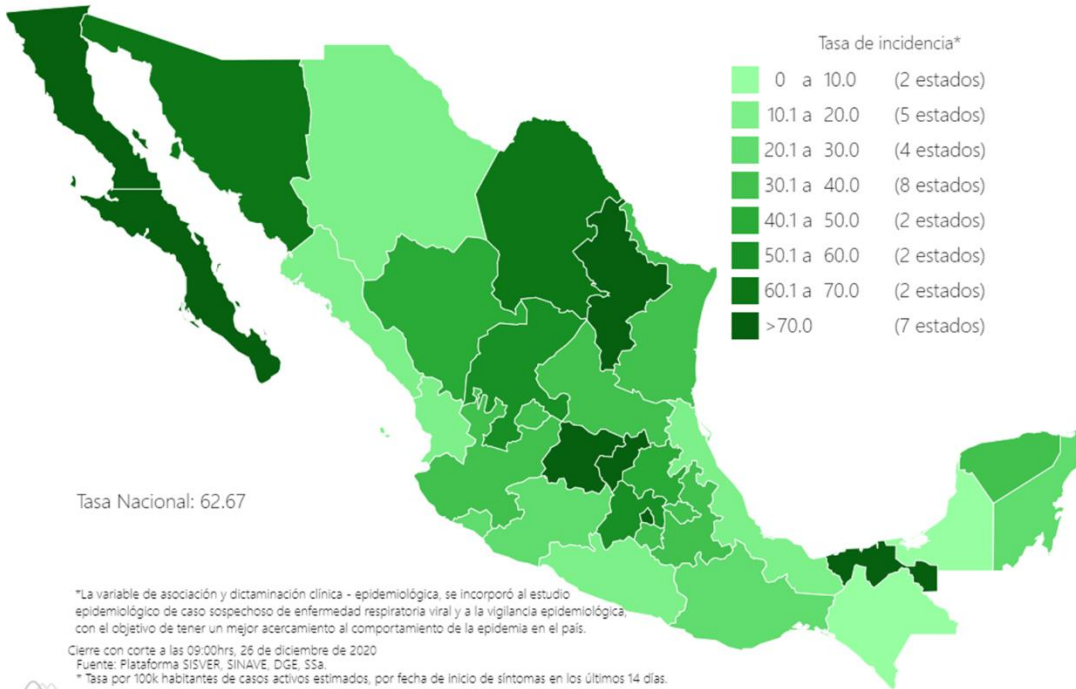 Tasa de incidencia*
0 a 10.0 (2 estados)
10.1 a 20.0 (5 estados)
20.1 a 30.0 (4 estados)
30.1 a 40.0 (8 estados)
40.1 a 50.0 (2 estados)
50.1 a 60.0 (2 estados)
60.1 a 70.0 (2 estados)
>70.0 (7 estados)
Tasa Nacional: 62.67
*La variable de asociación y dictaminación clínica - epidemiológica, se incorporó al estudio
epidemiológico de caso sospechoso de enfermedad respiratoria viral y a la vigilancia epidemiológica,
con el objetivo de tener un mejor acercamiento al comportamiento de la epidemia en el país.
Cierre con corte a las 09:00hrs, 26 de diciembre de 2020
Fuente: Plataforma SISVER, SINAVE, DGE, SSa.
* Tasa por 100k habitantes de casos activos estimados, por fecha de inicio de síntomas en los últimos 14 días.